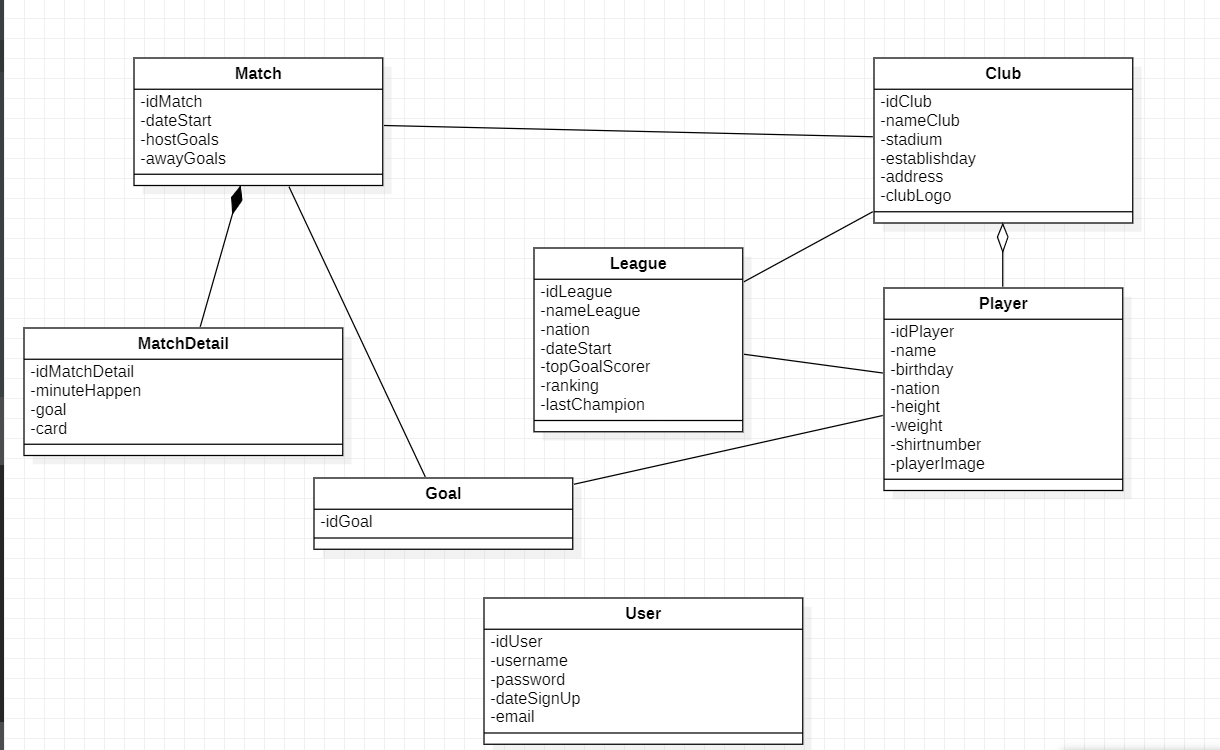 Match
-idMatch
-dateStart
-hostGoals
-awayGoals
Club
-idClub
-nameClub
-stadium
-establishday
-address
-clubLogo
League
-idLeague
-nameLeague
-nation
-dateStart
-topGoalScorer
-ranking
-lastChampion
Player
-idPlayer
-name
-birthday
-nation
-height
-weight
-shirtnumber
-playerImage
MatchDetail
-idMatchDetail
-minuteHappen
-goal
-card
Goal
-idGoal
User
-idUser
-username
-password
-dateSignUp
-email